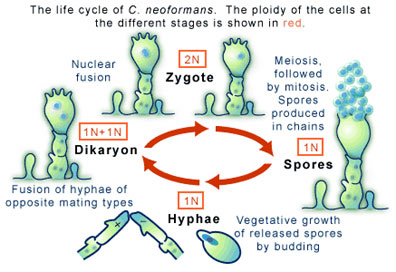 The life cycle of C. neoformans. The ploidy of the cells at
the different stages is shown in red.
Nuclear
fusion
2N
Zygote
Meiosis,
followed
by mitosis.
Spores
produced
in chains
1N+1N
Dikaryon
1N
Spores
Fusion of hyphae of
opposite mating types
1N
Hyphae
Vegetative growth
of released spores
by budding
+
-